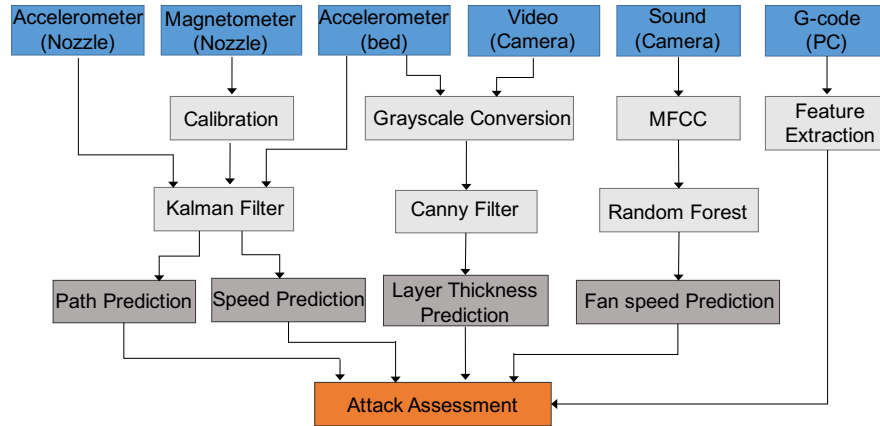 Accelerometer
(Nozzle)
Magnetometer
(Nozzle)
Accelerometer
(bed)
Video
(Camera)
Sound
(Camera)
G-code
(PC)
Calibration
Grayscale Conversion
MFCC
Feature
Extraction
Kalman Filter
Canny Filter
Random Forest
Path Prediction
Speed Prediction
Layer Thickness
Prediction
Fan speed Prediction
Attack Assessment